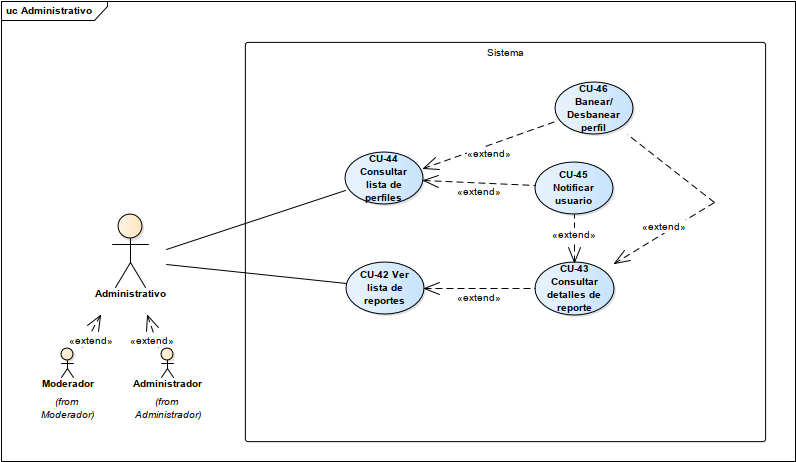 uc Administrativo
Sistema
CU-46
Banear/
Desbanear
perfil
«extend»
CU-44
Consultar
lista de
perfiles
«extend»
CU-45
Notificar
usuario
«extend»
«extend»
CU-42 Ver
lista de
reportes
«extend»
CU-43
Consultar
detalles de
reporte
Administrativo
«extend»
«extend»
Moderador
(from
Moderador)
Administrador
(from
Administrador)